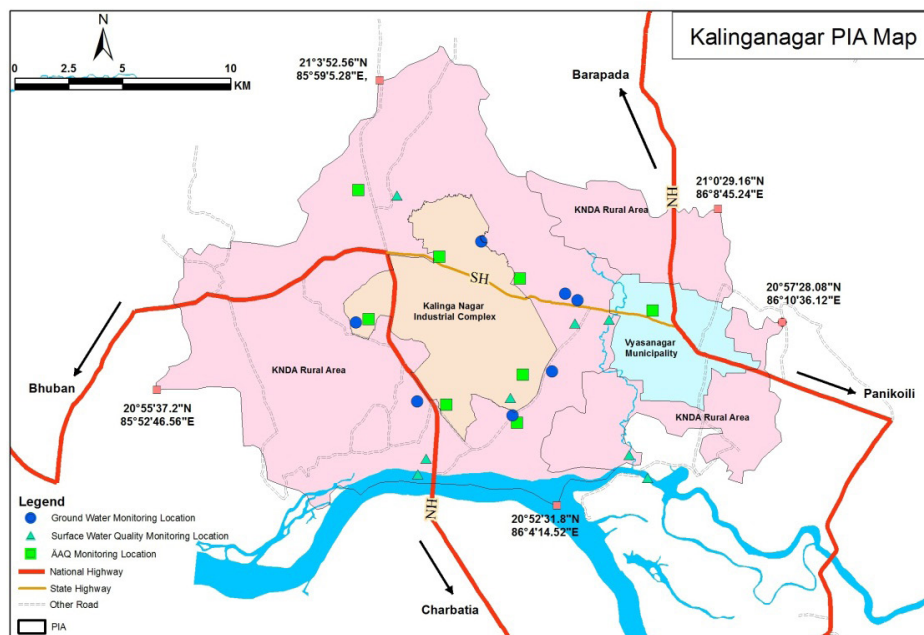 Kalinganagar PIA Map
N
0 2.5 5 10
KM
21°3'52.56"N
85°59'5.28"E,
Barapada
21°0'29.16"N
86°8'45.24"E
NH
KNDA Rural Area
SH
20°57'28.08"N
86°10'36.12"E
Kalinga Nagar
Industrial Complex
Vyasanagar
Municipality
KNDA Rural Area
Bhuban
Panikoili
20°55'37.2"N
85°52'46.56"E
KNDA Rural Area
20°52'31.8"N
86°4'14.52"E
NH
Charbatia
Legend
Ground Water Monitoring Location
Surface Water Quality Monitoring Location
ÄAQ Monitoring Location
National Highway
State Highway
Other Road
PIA